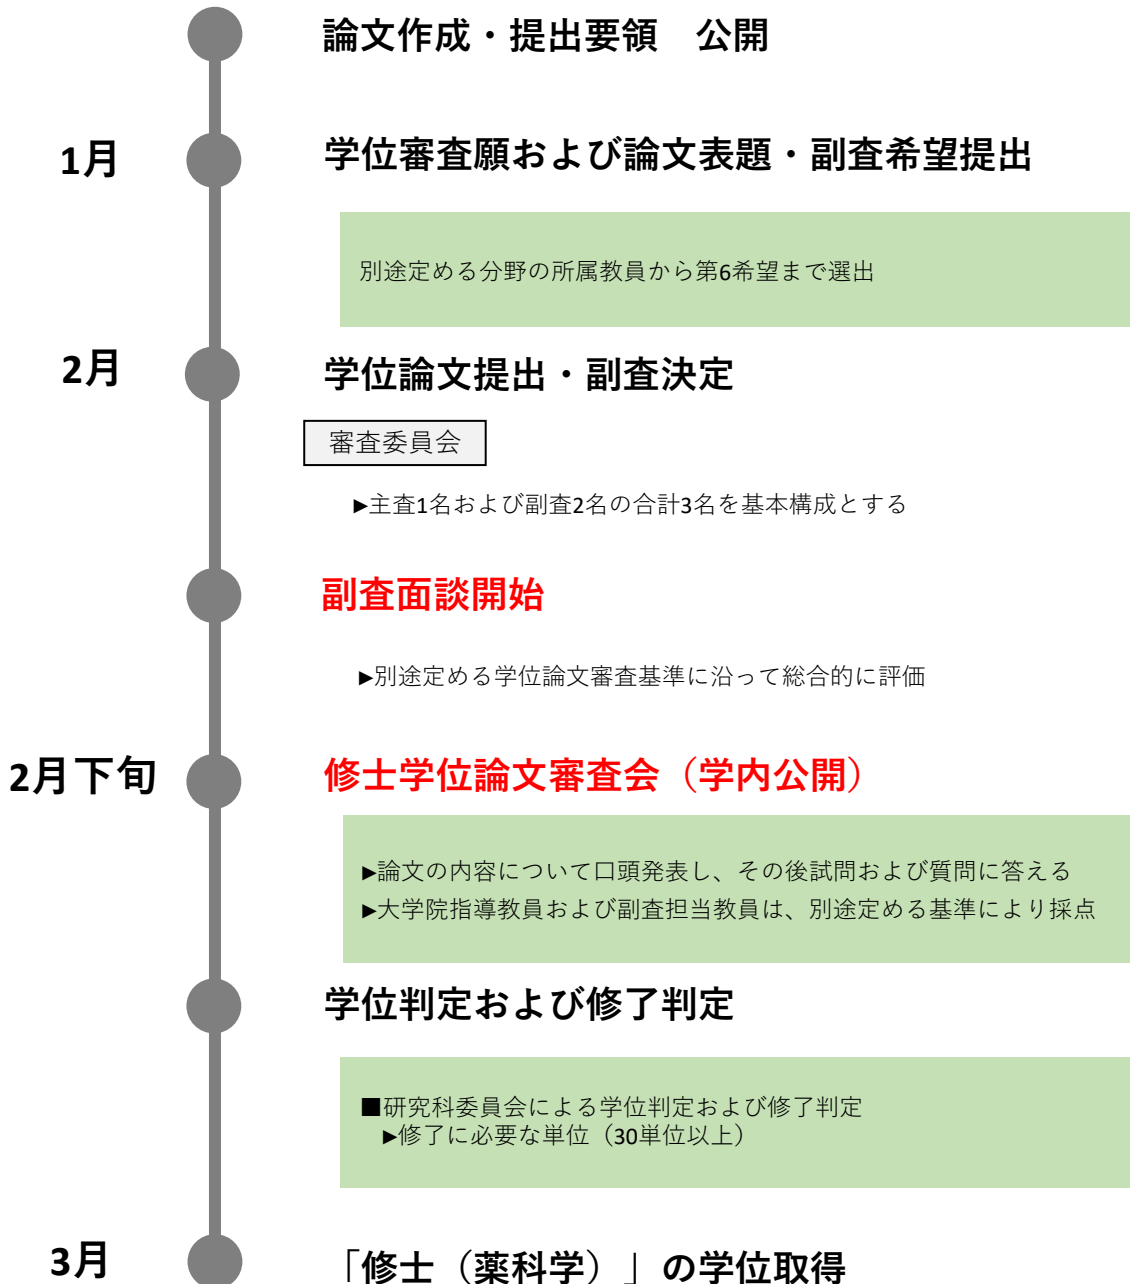 論文作成・提出要領　公開
1月
学位審査願および論文表題・副査希望提出
別途定める分野の所属教員から第6希望まで選出
2月
学位論文提出・副査決定
審査委員会
▶主査1名および副査2名の合計3名を基本構成とする
副査面談開始
▶別途定める学位論文審査基準に沿って総合的に評価
2月下旬
修士学位論文審査会（学内公開）
▶論文の内容について口頭発表し、その後試問および質問に答える
▶大学院指導教員および副査担当教員は、別途定める基準により採点
学位判定および修了判定
■研究科委員会による学位判定および修了判定
▶修了に必要な単位（30単位以上）
3月
「修士（薬科学）」の学位取得